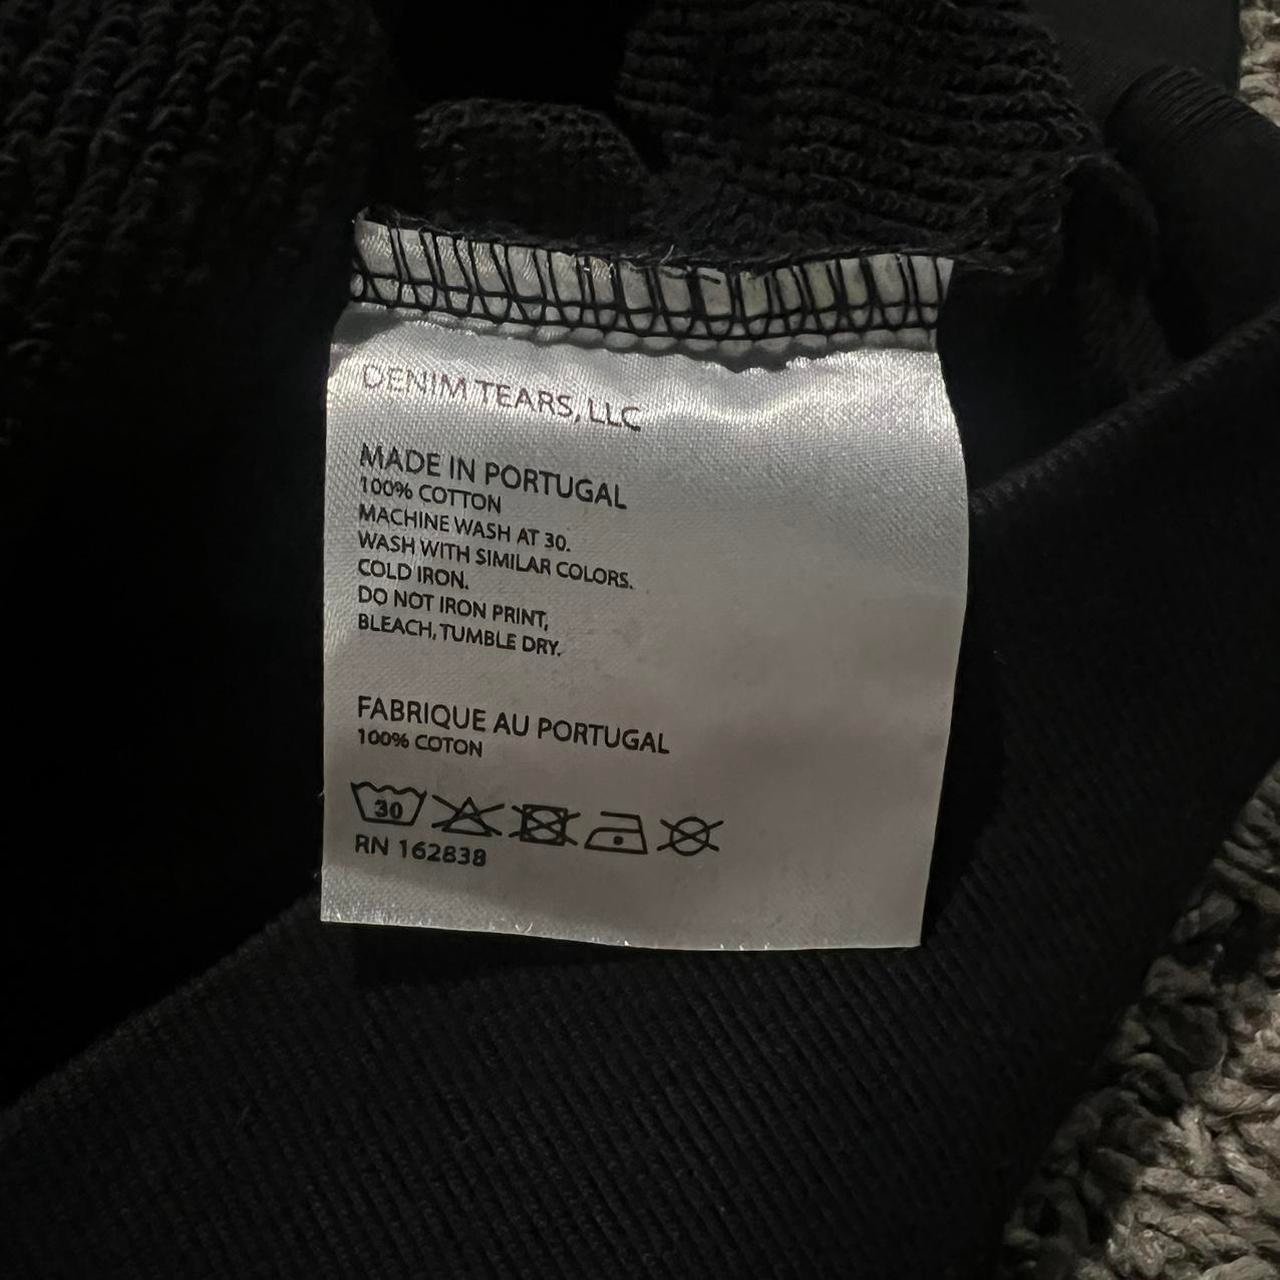 DENIM TEARS, LLC
MADE IN PORTUGAL
100% COTTON
MACHINE WASH AT 30.
WASH WITH SIMILAR COLORS.
COLD IRON.
DO NOT IRON PRINT,
BLEACH, TUMBLE DRY.
FABRIQUE AU PORTUGAL
100% COTON
30
RN 162838